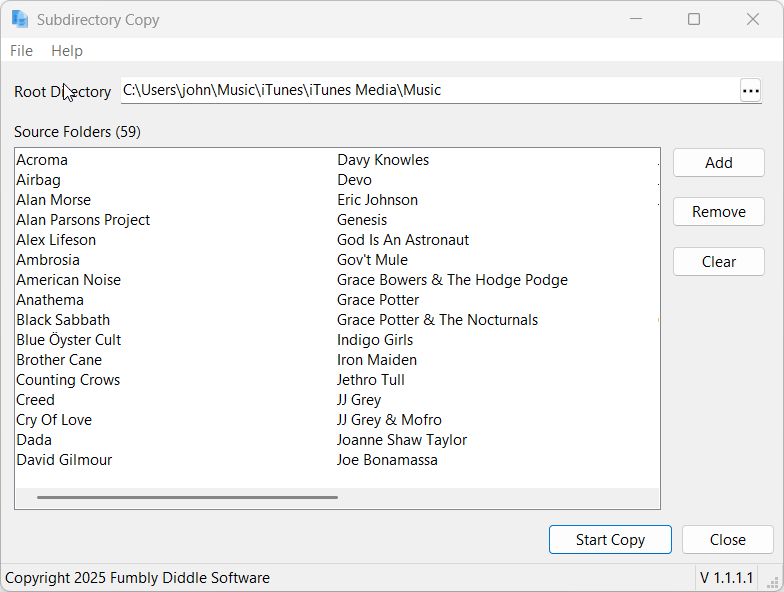 Subdirectory Copy
File Help
Root Directory C:\Users\john\Music\iTunes\iTunes Media\Music ...
Source Folders (59)
Acroma
Airbag
Alan Morse
Alan Parsons Project
Alex Lifeson
Ambrosia
American Noise
Anathema
Black Sabbath
Blue Öyster Cult
Brother Cane
Counting Crows
Creed
Cry Of Love
Dada
David Gilmour
Davy Knowles
Devo
Eric Johnson
Genesis
God Is An Astronaut
Gov't Mule
Grace Bowers & The Hodge Podge
Grace Potter
Grace Potter & The Nocturnals
Indigo Girls
Iron Maiden
Jethro Tull
JJ Grey
JJ Grey & Mofro
Joanne Shaw Taylor
Joe Bonamassa
Add
Remove
Clear
Start Copy
Close
Copyright 2025 Fumbly Diddle Software
V 1.1.1.1